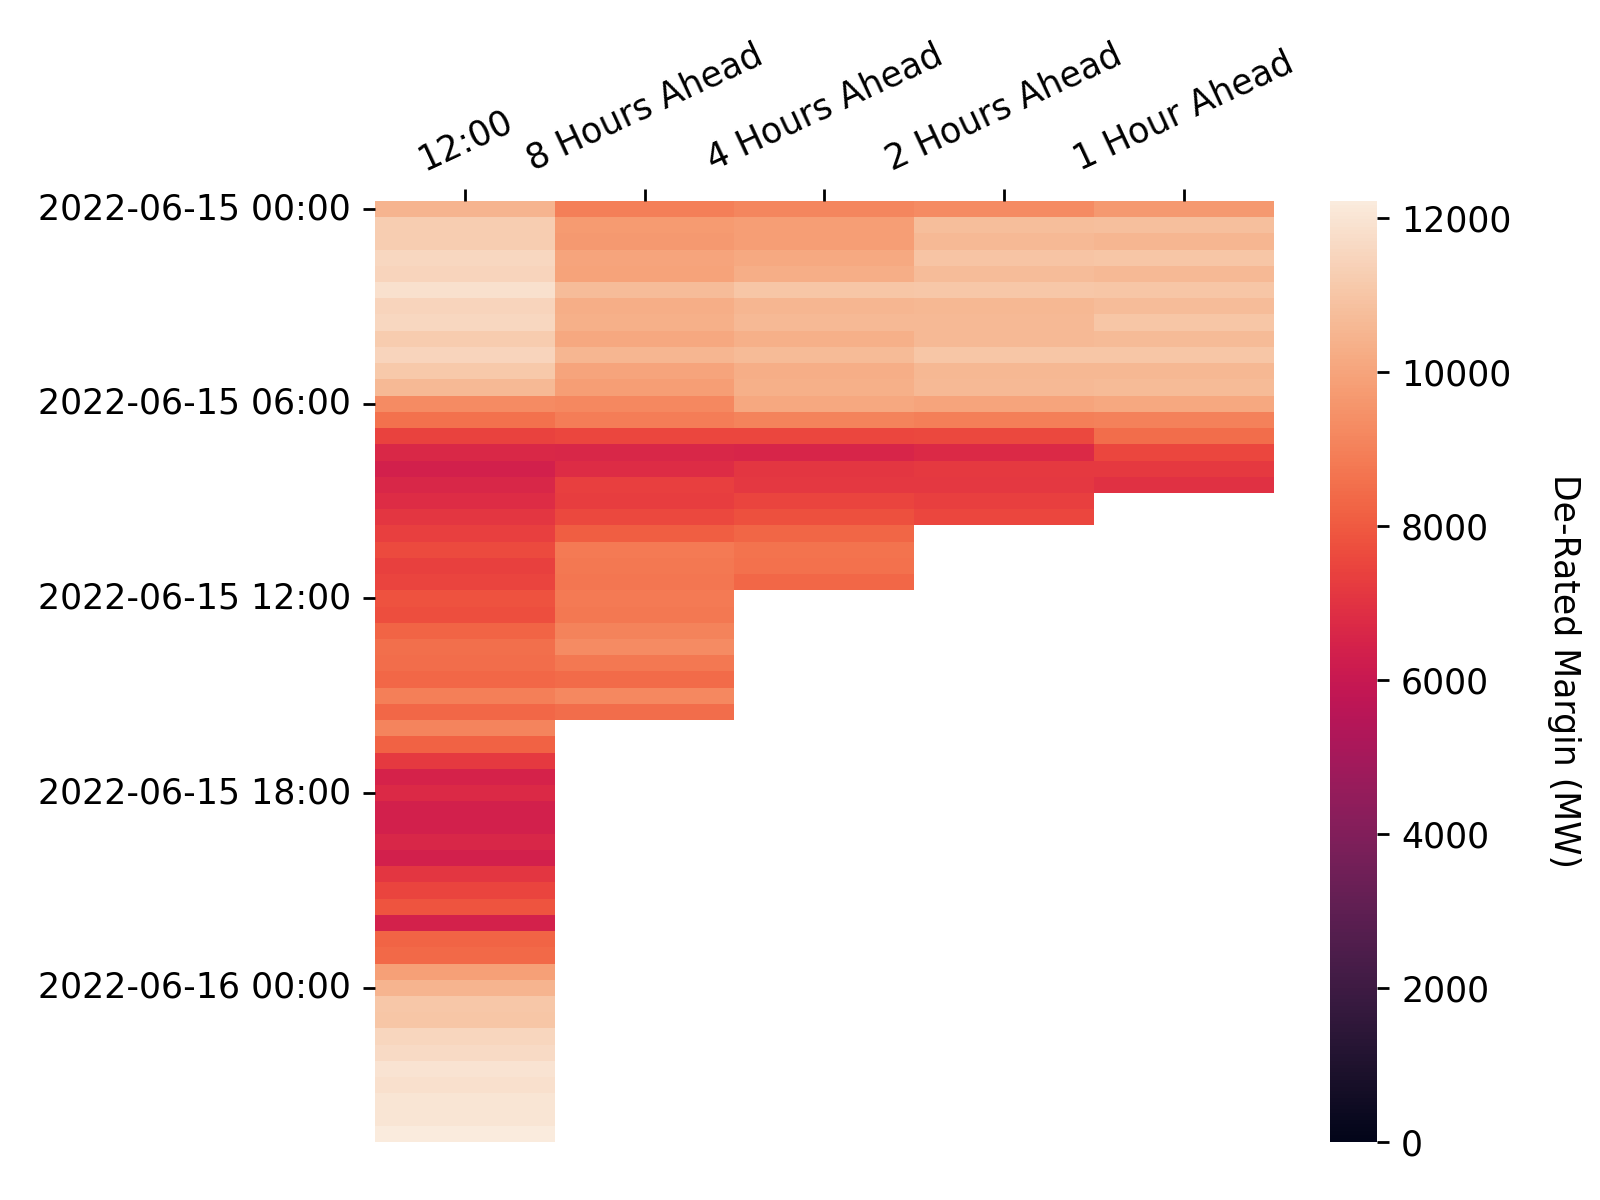 12:00
8 Hours Ahead
4 Hours Ahead
2 Hours Ahead
1 Hour Ahead
2022-06-15 00:00
2022-06-15 06:00
2022-06-15 12:00
2022-06-15 18:00
2022-06-16 00:00
12000
10000
8000
6000
4000
2000
0
De-Rated Margin (MW)